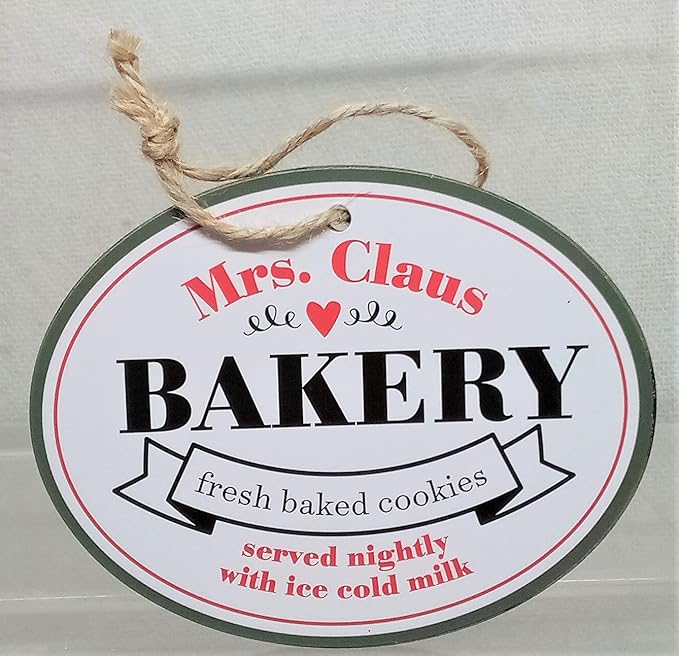 Mrs. Claus
BAKERY
fresh baked cookies
served nightly
with ice cold milk